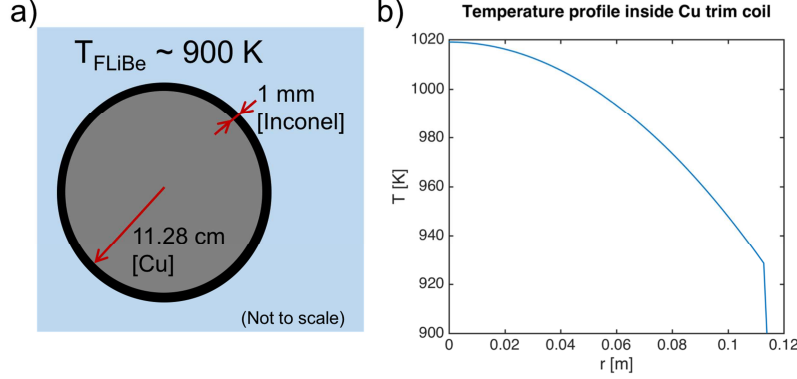 a)
T_FLiBe ~ 900 K
1 mm
[Inconel]
11.28 cm
[Cu]
(Not to scale)
b)
Temperature profile inside Cu trim coil
T [K]
1020
1000
980
960
940
920
900
0
0.02
0.04
0.06
0.08
0.1
0.12
r [m]